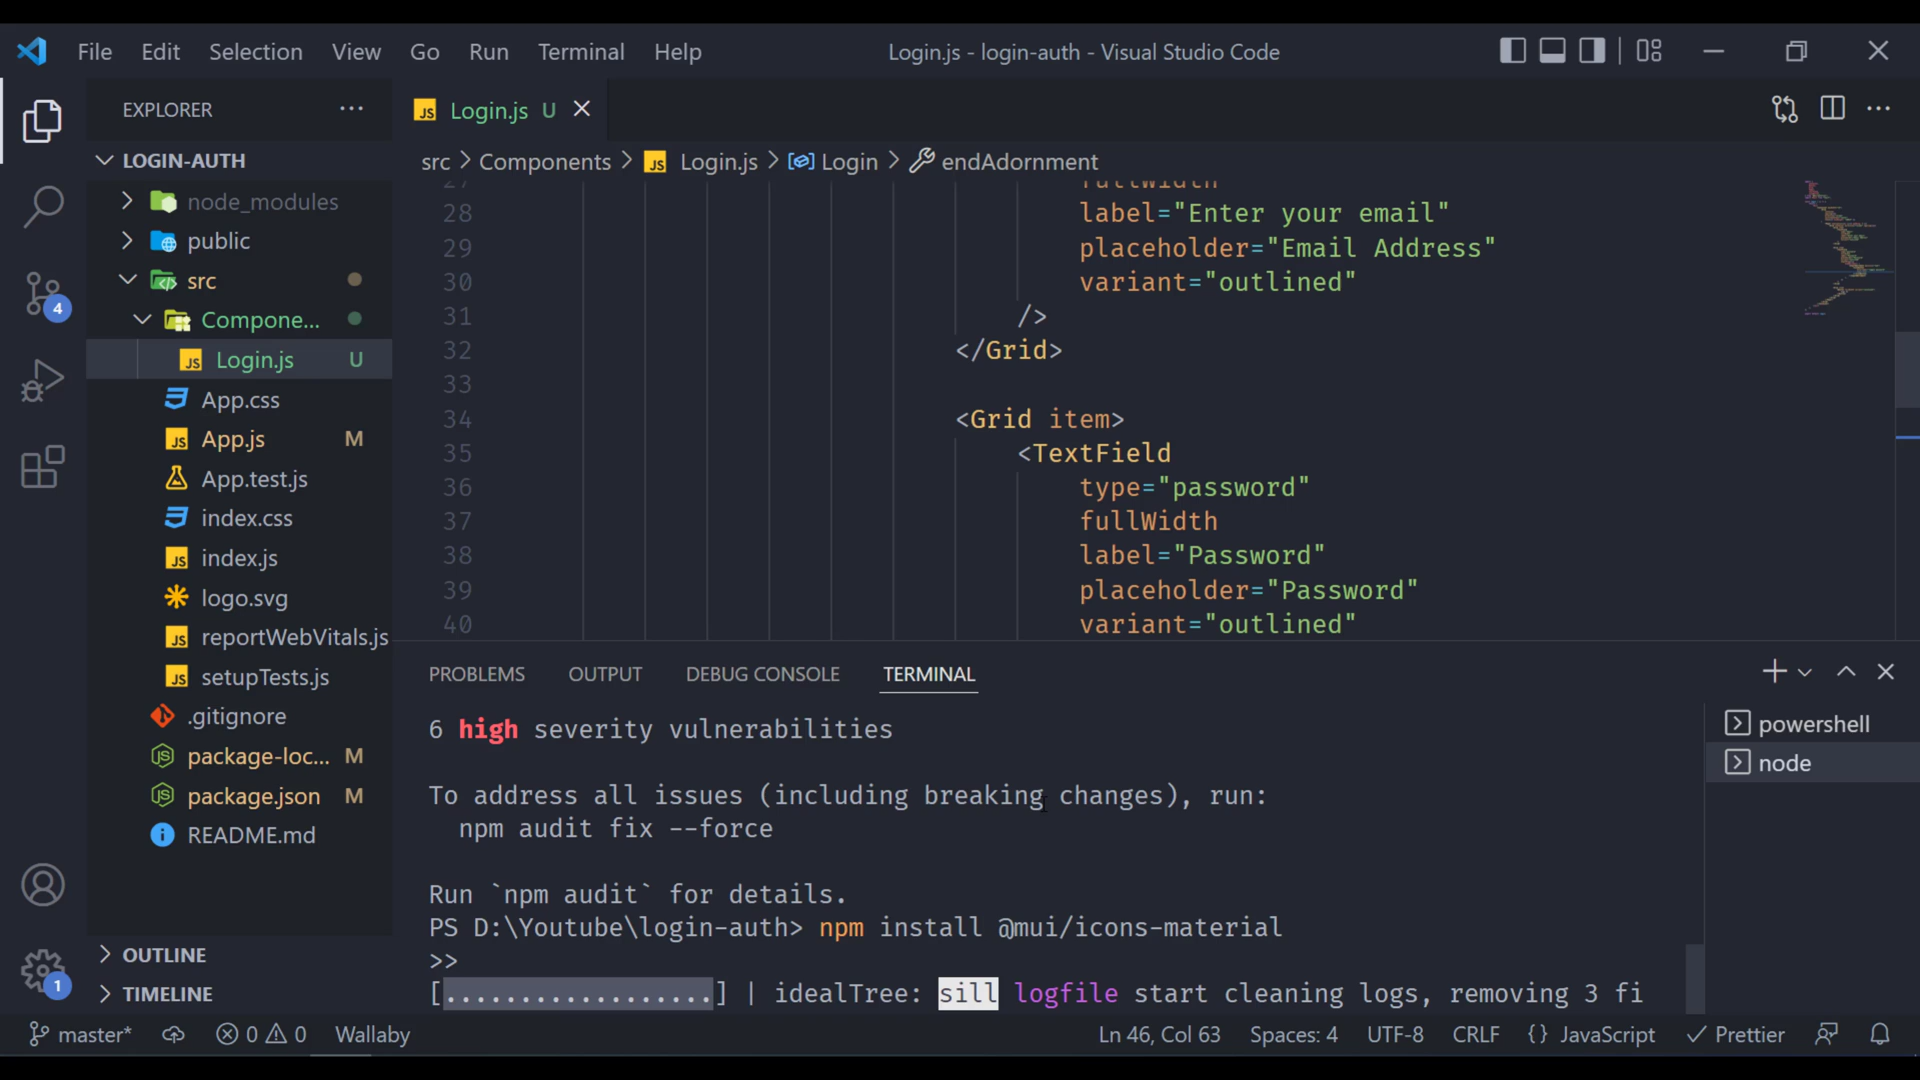 File Edit Selection View Go Run Terminal Help
Login.js - login-auth - Visual Studio Code
EXPLORER
LOGIN-AUTH
node_modules
public
src
Compone...
Login.js U
App.css
App.js M
App.test.js
index.css
index.js
logo.svg
reportWebVitals.js
setupTests.js
.gitignore
package-loc... M
package.json M
README.md
OUTLINE
TIMELINE
4
1
JS Login.js U
src > Components > JS Login.js > Login > endAdornment
27 fullWidth
28 label="Enter your email"
29 placeholder="Email Address"
30 variant="outlined"
31 />
32 </Grid>
33
34 <Grid item>
35 <TextField
36 type="password"
37 fullWidth
38 label="Password"
39 placeholder="Password"
40 variant="outlined"
PROBLEMS OUTPUT DEBUG CONSOLE TERMINAL
6 high severity vulnerabilities
To address all issues (including breaking changes), run:
npm audit fix --force
Run `npm audit` for details.
PS D:\Youtube\login-auth> npm install @mui/icons-material
>>
[..................] | idealTree: sill logfile start cleaning logs, removing 3 fi
powershell
node
master* 0 0 Wallaby
Ln 46, Col 63 Spaces: 4 UTF-8 CRLF {} JavaScript Prettier